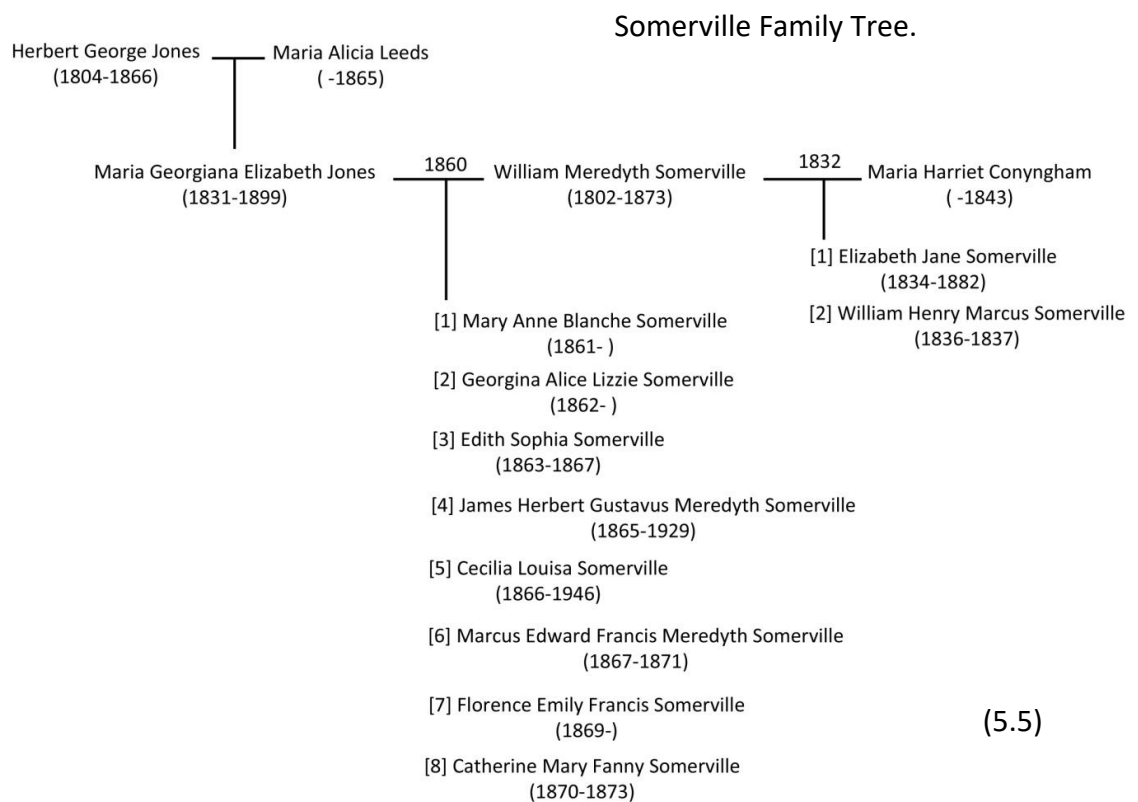 Somerville Family Tree.
Herbert George Jones
(1804-1866)
Maria Alicia Leeds
( -1865)
Maria Georgiana Elizabeth Jones
(1831-1899)
1860
William Meredyth Somerville
(1802-1873)
1832
Maria Harriet Conyngham
( -1843)
[1] Elizabeth Jane Somerville
(1834-1882)
[2] William Henry Marcus Somerville
(1836-1837)
[1] Mary Anne Blanche Somerville
(1861- )
[2] Georgina Alice Lizzie Somerville
(1862- )
[3] Edith Sophia Somerville
(1863-1867)
[4] James Herbert Gustavus Meredyth Somerville
(1865-1929)
[5] Cecilia Louisa Somerville
(1866-1946)
[6] Marcus Edward Francis Meredyth Somerville
(1867-1871)
[7] Florence Emily Francis Somerville
(1869-)
[8] Catherine Mary Fanny Somerville
(1870-1873)
(5.5)